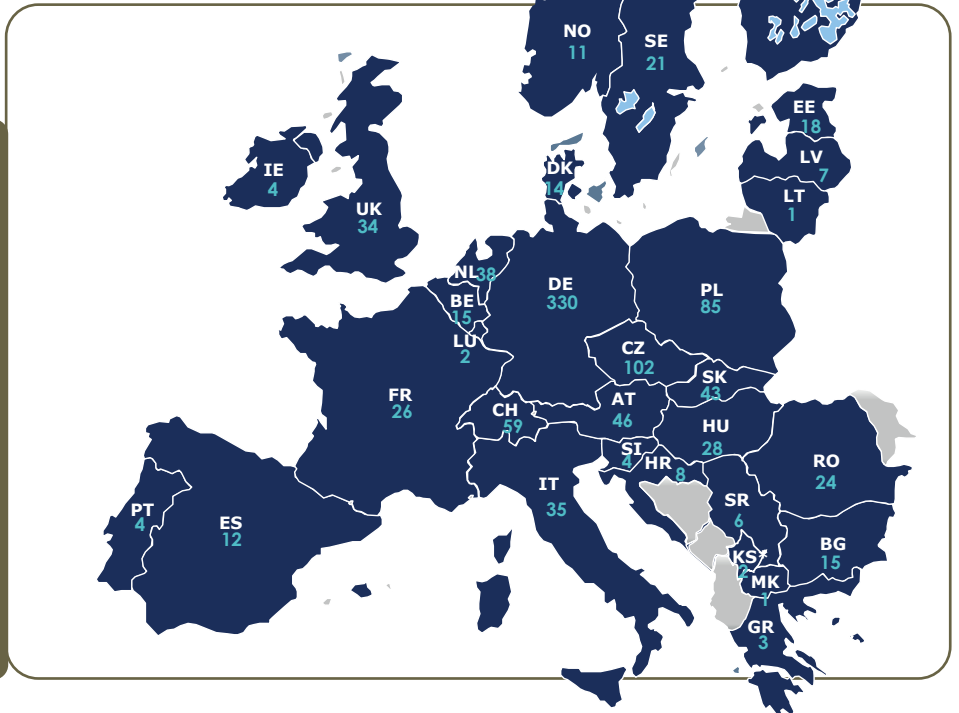 NO
11
SE
21
EE
18
LV
7
LT
1
DK
14
IE
4
UK
34
NL 38
BE
15
LU
2
DE
330
PL
85
CZ
102
SK
43
FR
26
CH
59
AT
46
HU
28
SI
4
HR 8
RO
24
IT
35
SR
6
PT
4
ES
12
KS*
2
BG
15
MK
1
GR
3